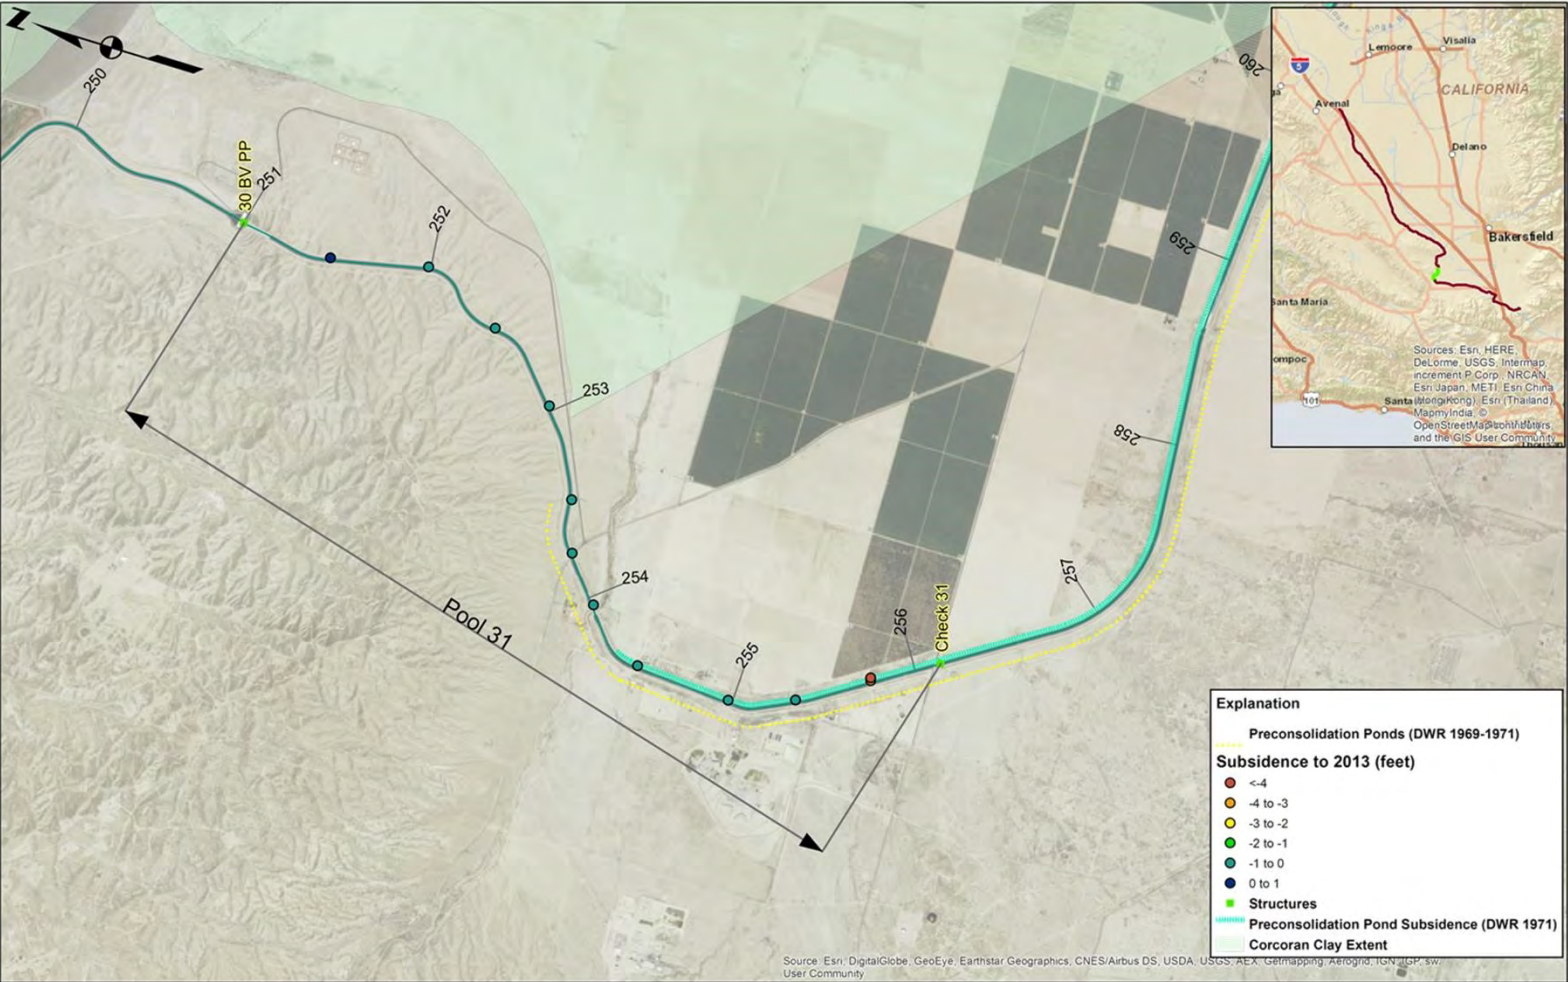 Z
250
30 BV PP
251
252
253
254
255
256
Check 31
257
258
259
260
Pool 31
5
Lemoore
Visalia
CALIFORNIA
Avenal
Delano
Bakersfield
Santa Maria
ompoc
101
Santa
Sources: Esri, HERE,
DeLorme, USGS, Intermap,
increment P Corp., NRCAN,
Esri Japan, METI, Esri China
(Hong Kong), Esri (Thailand),
MapmyIndia, ©
OpenStreetMap contributors,
and the GIS User Community
Explanation
Preconsolidation Ponds (DWR 1969-1971)
Subsidence to 2013 (feet)
<-4
-4 to -3
-3 to -2
-2 to -1
-1 to 0
0 to 1
Structures
Preconsolidation Pond Subsidence (DWR 1971)
Corcoran Clay Extent
Source: Esri, DigitalGlobe, GeoEye, Earthstar Geographics, CNES/Airbus DS, USDA, USGS, AEX, Getmapping, Aerogrid, IGN, IGP, sw
User Community